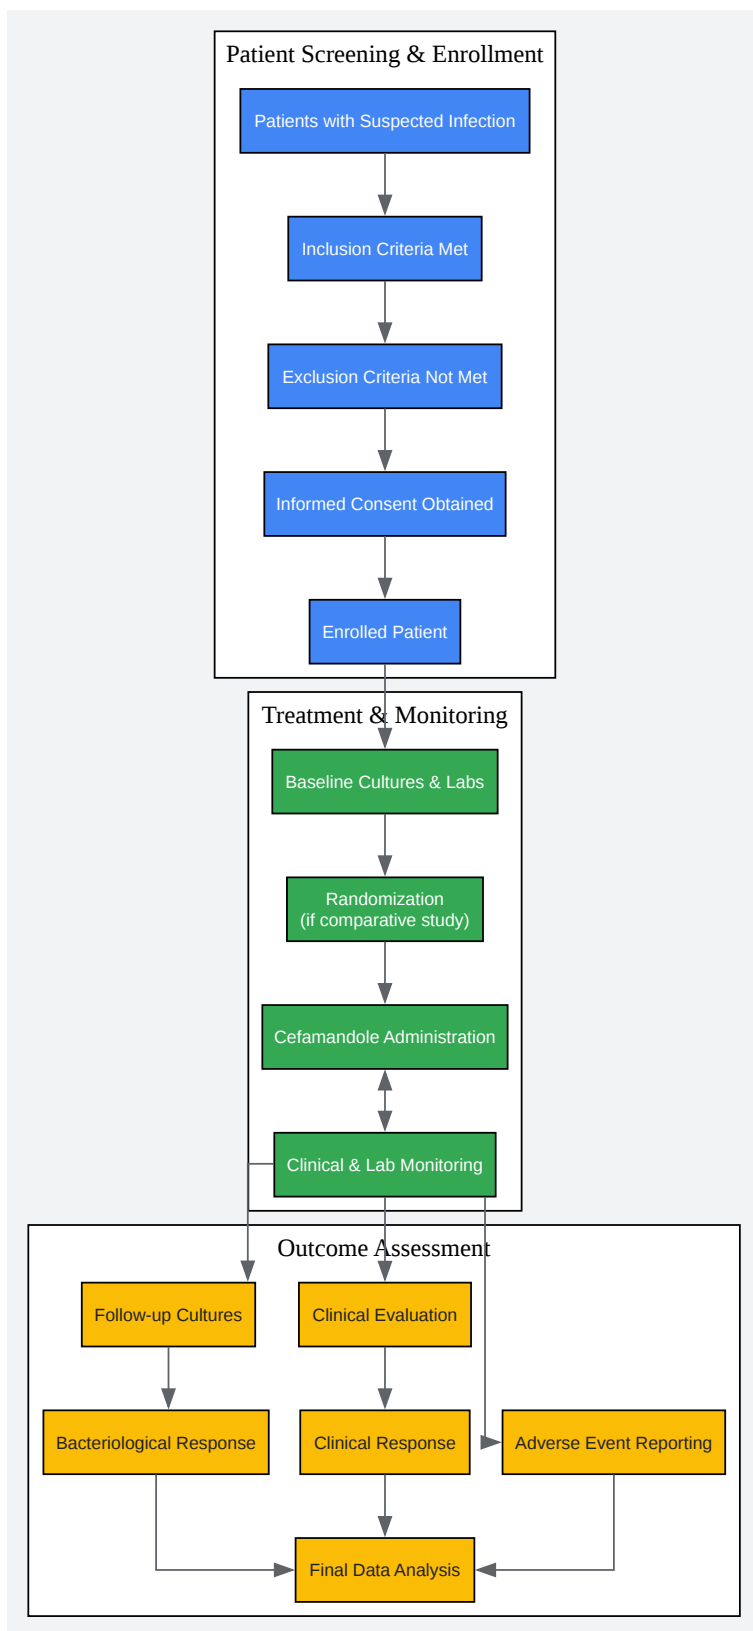 Patient Screening & Enrollment
Patients with Suspected Infection
Inclusion Criteria Met
Exclusion Criteria Not Met
Informed Consent Obtained
Enrolled Patient
Treatment & Monitoring
Baseline Cultures & Labs
Randomization
(if comparative study)
Cefamandole Administration
Clinical & Lab Monitoring
Outcome Assessment
Follow-up Cultures
Clinical Evaluation
Bacteriological Response
Clinical Response
Adverse Event Reporting
Final Data Analysis